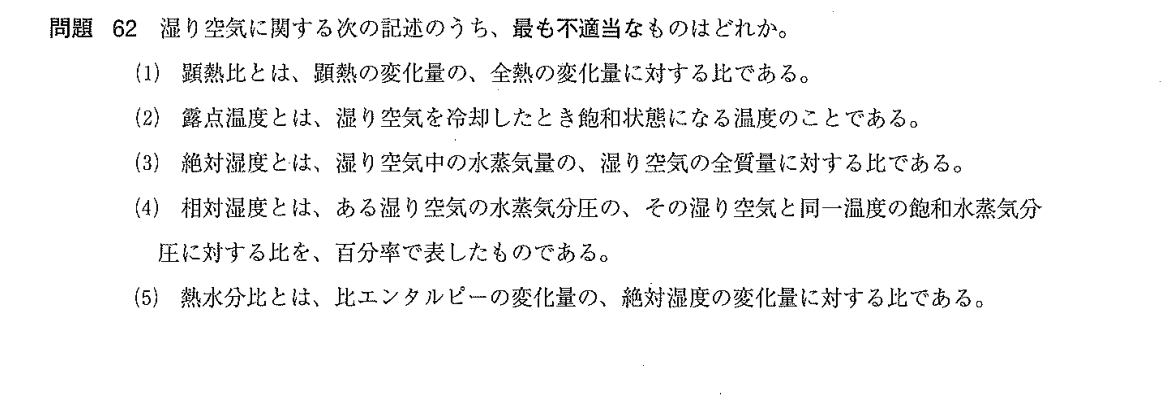 問題 62 湿り空気に関する次の記述のうち、最も不適当なものはどれか。
(1) 顕熱比とは、顕熱の変化量の、全熱の変化量に対する比である。
(2) 露点温度とは、湿り空気を冷却したとき飽和状態になる温度のことである。
(3) 絶対湿度とは、湿り空気中の水蒸気量の、湿り空気の全質量に対する比である。
(4) 相対湿度とは、ある湿り空気の水蒸気分圧の、その湿り空気と同一温度の飽和水蒸気分
圧に対する比を、百分率で表したものである。
(5) 熱水分比とは、比エンタルピーの変化量の、絶対湿度の変化量に対する比である。